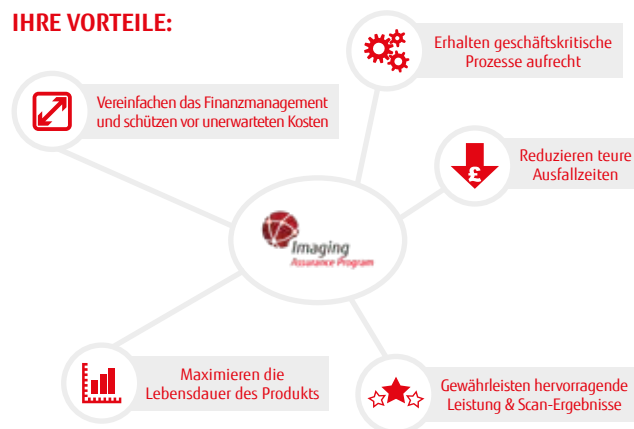 IHRE VORTEILE:
Erhalten geschäftskritische
Prozesse aufrecht
Vereinfachen das Finanzmanagement
und schützen vor unerwarteten Kosten
Reduzieren teure
Ausfallzeiten
£
Imaging
Assurance Program
Maximieren die
Lebensdauer des Produkts
Gewährleisten hervorragende
Leistung & Scan-Ergebnisse